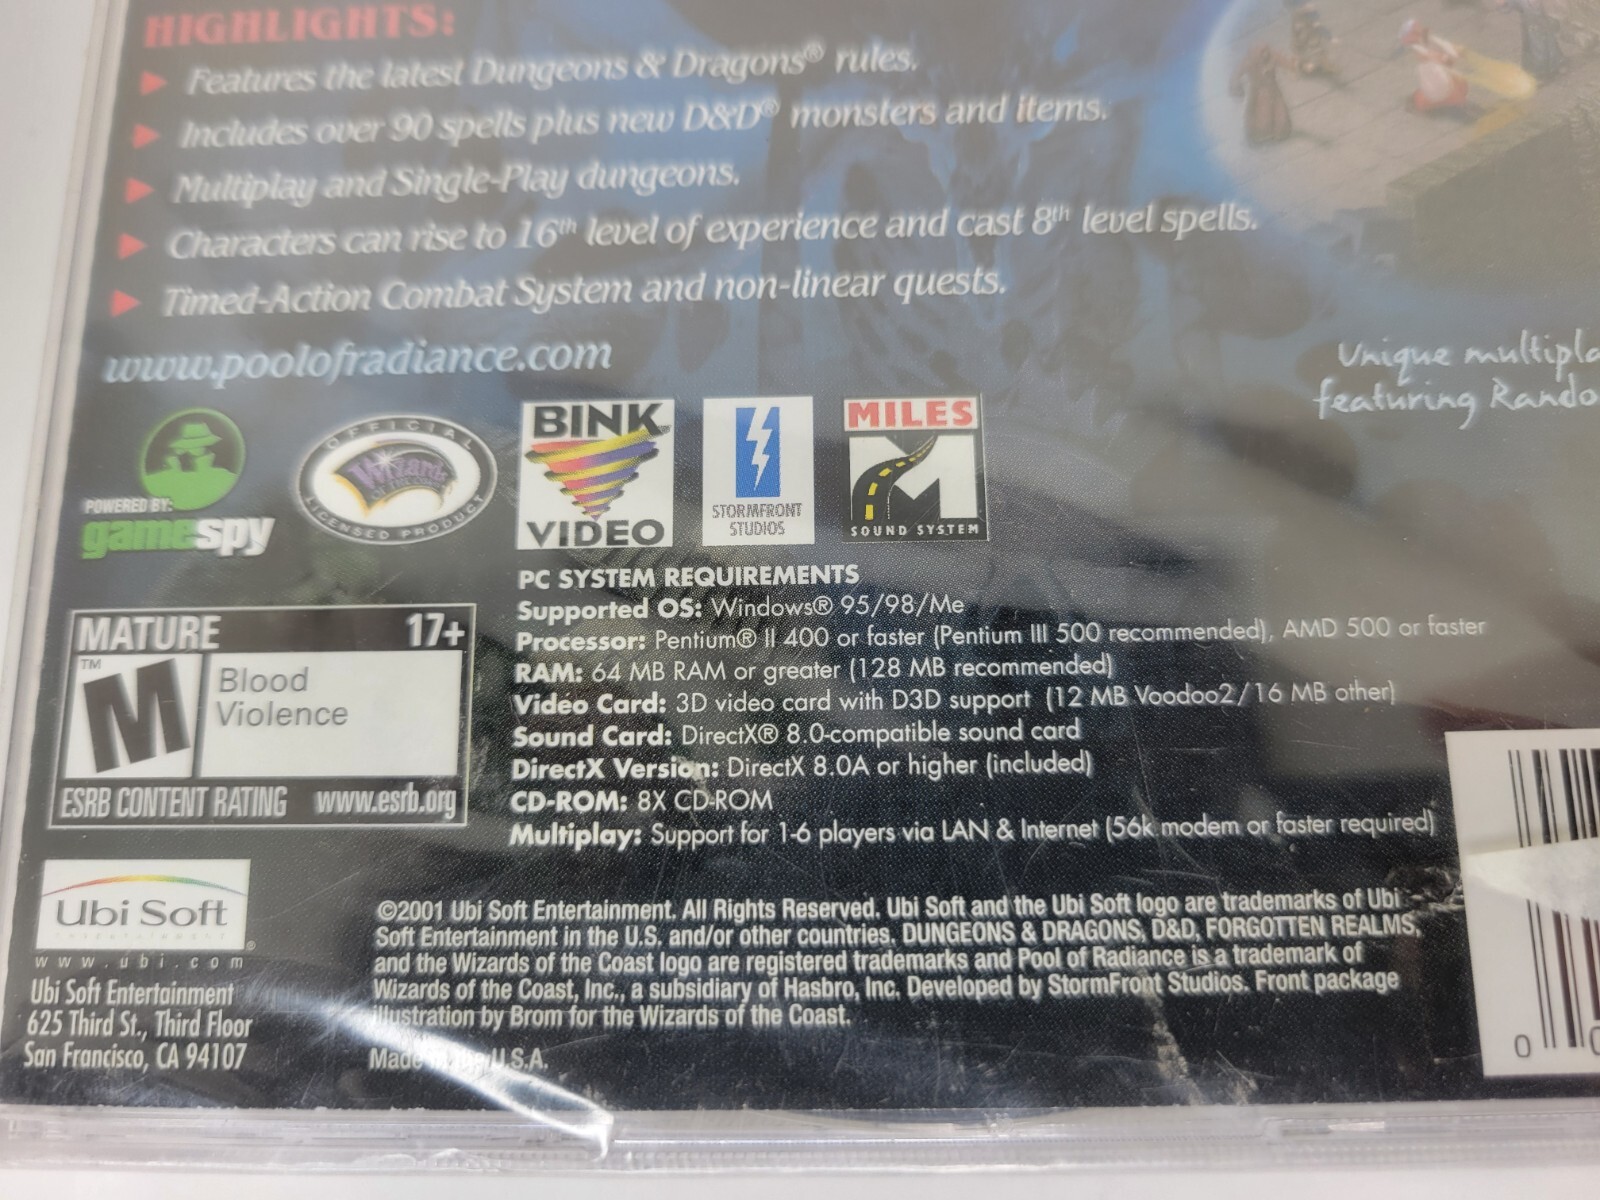 HIGHLIGHTS:
Features the latest Dungeons & Dragons® rules.
Includes over 90 spells plus new D&D® monsters and items.
Multiplay and Single-Play dungeons.
Characters can rise to 16th level of experience and cast 8th level spells.
Timed-Action Combat System and non-linear quests.
www.poolofradiance.com
Unique multipla
featuring Rando
POWERED BY:
gamespy
OFFICIAL
Wizards
LICENSED PRODUCT
BINK
VIDEO
STORMFRONT
STUDIOS
MILES
SOUND SYSTEM
PC SYSTEM REQUIREMENTS
Supported OS: Windows® 95/98/Me
Processor: Pentium® II 400 or faster (Pentium III 500 recommended), AMD 500 or faster
RAM: 64 MB RAM or greater (128 MB recommended)
Video Card: 3D video card with D3D support (12 MB Voodoo2/16 MB other)
Sound Card: DirectX® 8.0-compatible sound card
DirectX Version: DirectX 8.0A or higher (included)
CD-ROM: 8X CD-ROM
Multiplay: Support for 1-6 players via LAN & Internet (56k modem or faster required)
MATURE 17+
TM
M
Blood
Violence
ESRB CONTENT RATING www.esrb.org
Ubi Soft
ENTERTAINMENT
®
www.ubi.com
Ubi Soft Entertainment
625 Third St., Third Floor
San Francisco, CA 94107
©2001 Ubi Soft Entertainment. All Rights Reserved. Ubi Soft and the Ubi Soft logo are trademarks of Ubi
Soft Entertainment in the U.S. and/or other countries. DUNGEONS & DRAGONS, D&D, FORGOTTEN REALMS,
and the Wizards of the Coast logo are registered trademarks and Pool of Radiance is a trademark of
Wizards of the Coast, Inc., a subsidiary of Hasbro, Inc. Developed by StormFront Studios. Front package
illustration by Brom for the Wizards of the Coast.
Made in the U.S.A.
0